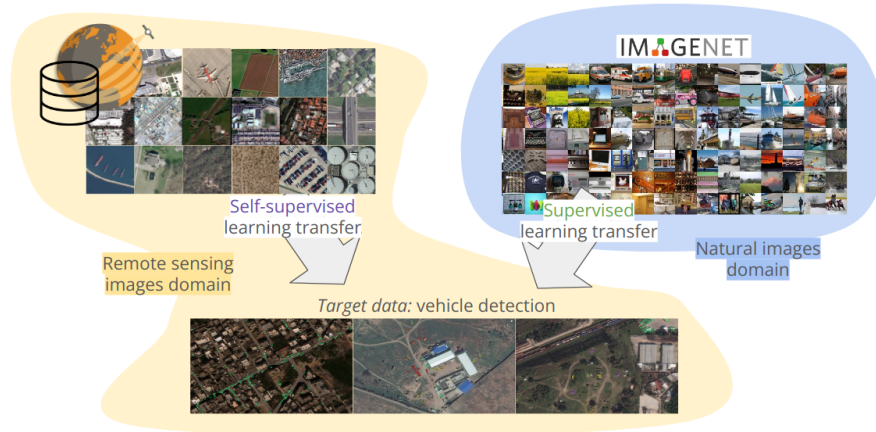 IMAGENET
Self-supervised
learning transfer
Supervised
learning transfer
Remote sensing
images domain
Natural images
domain
Target data: vehicle detection